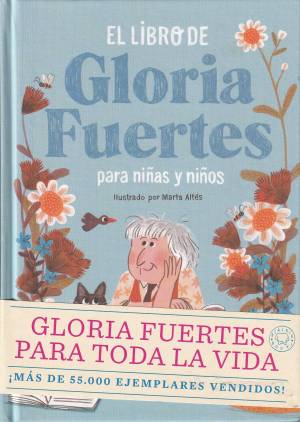 EL LIBRO DE
Gloria
Fuertes
para niñas y niños
Ilustrado por Marta Altés
GLORIA FUERTES
PARA TODA LA VIDA
¡MÁS DE 55.000 EJEMPLARES VENDIDOS!